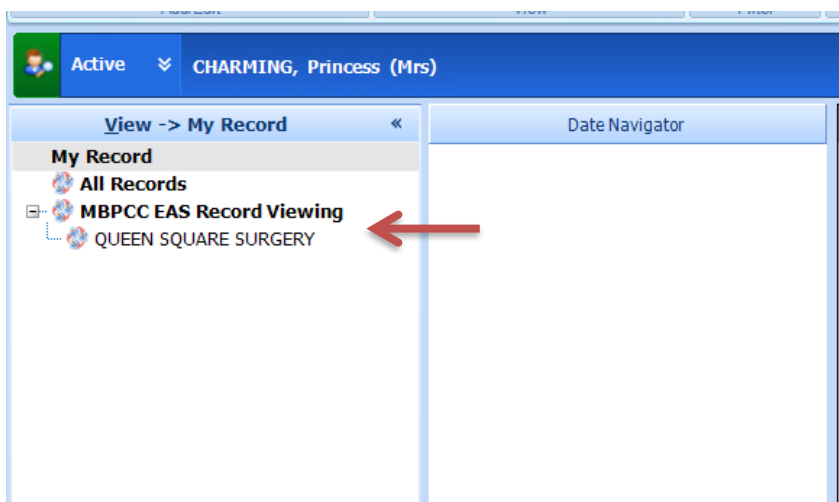 Active CHARMING, Princess (Mrs)
View -> My Record «
Date Navigator
My Record
All Records
MBPCC EAS Record Viewing
QUEEN SQUARE SURGERY